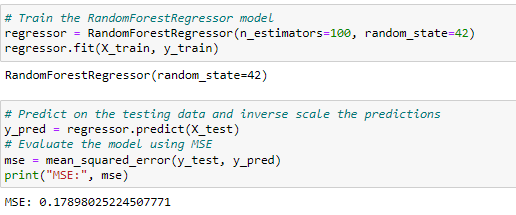 # Train the RandomForestRegressor model
regressor = RandomForestRegressor(n_estimators=100, random_state=42)
regressor.fit(X_train, y_train)
RandomForestRegressor(random_state=42)
# Predict on the testing data and inverse scale the predictions
y_pred = regressor.predict(X_test)
# Evaluate the model using MSE
mse = mean_squared_error(y_test, y_pred)
print("MSE:", mse)
MSE: 0.17898025224507771